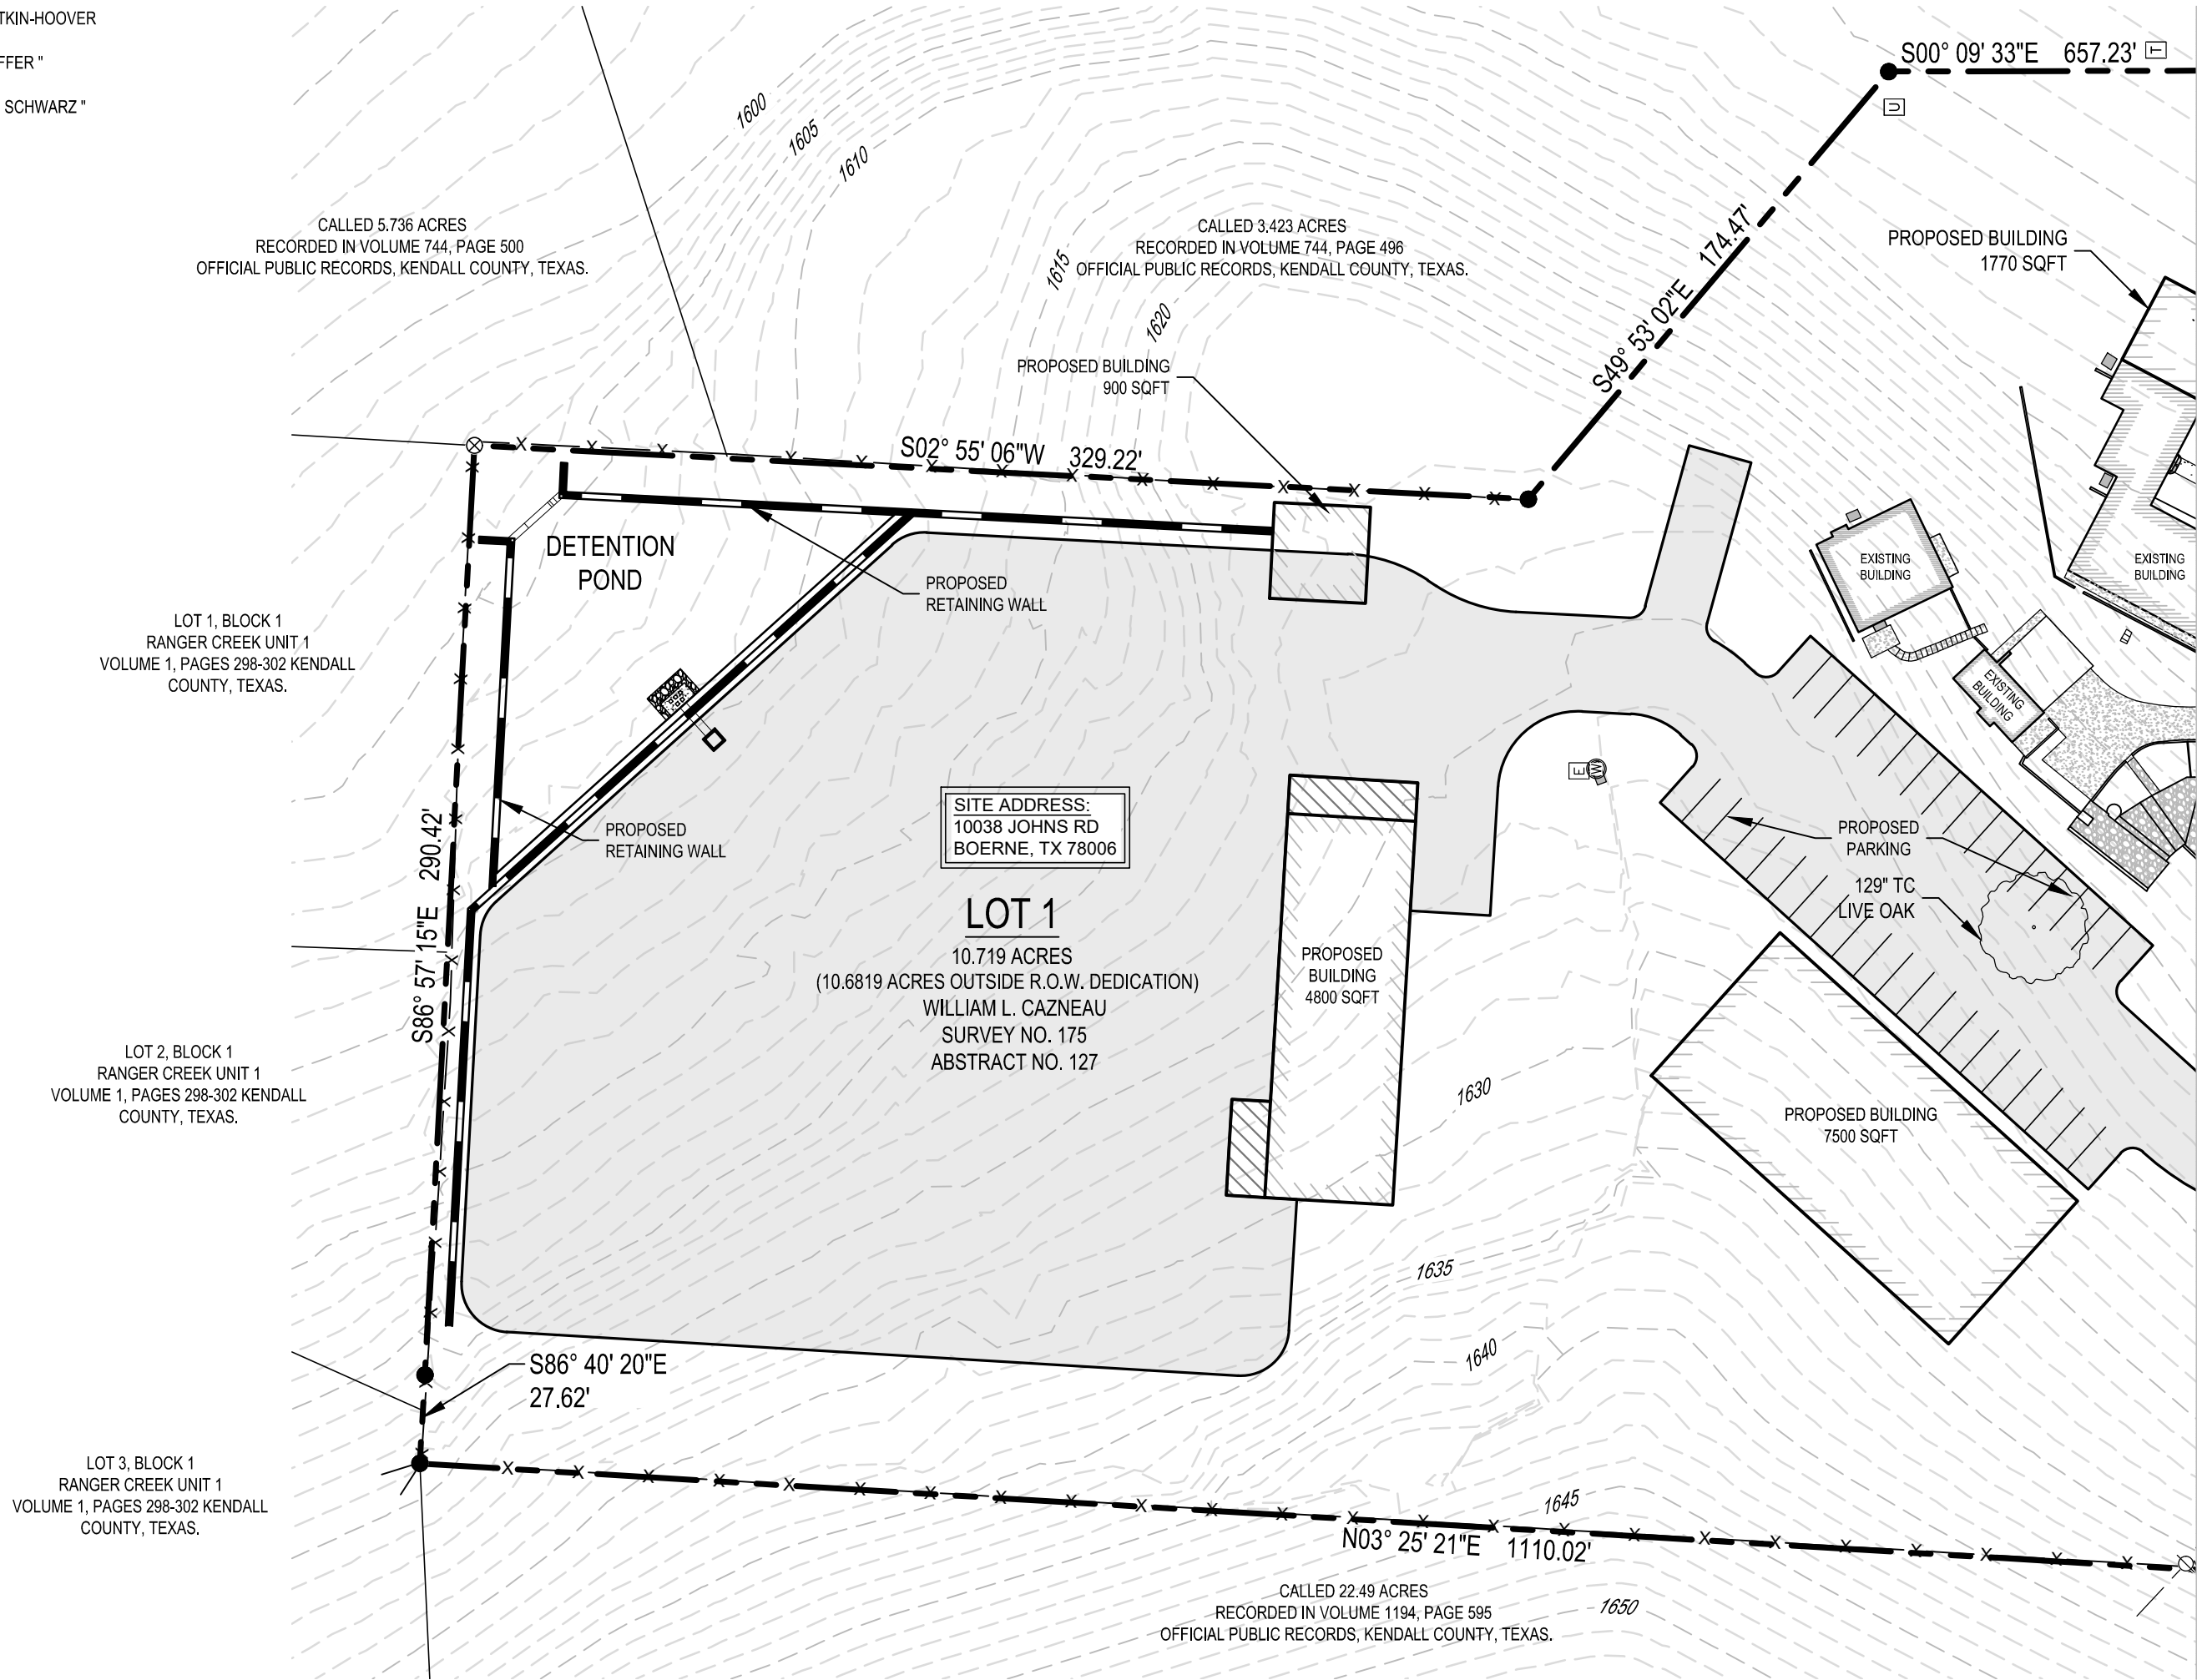 TKIN-HOOVER
FFER "
SCHWARZ "
S00° 09' 33"E 657.23' T
U
1600
1605
1610
1615
1620
CALLED 5.736 ACRES
RECORDED IN VOLUME 744, PAGE 500
OFFICIAL PUBLIC RECORDS, KENDALL COUNTY, TEXAS.
CALLED 3.423 ACRES
RECORDED IN VOLUME 744, PAGE 496
OFFICIAL PUBLIC RECORDS, KENDALL COUNTY, TEXAS.
S49° 53' 02"E 174.47'
PROPOSED BUILDING
1770 SQFT
PROPOSED BUILDING
900 SQFT
S02° 55' 06"W 329.22'
DETENTION
POND
PROPOSED
RETAINING WALL
EXISTING
BUILDING
EXISTING
BUILDING
EXISTING
BUILDING
LOT 1, BLOCK 1
RANGER CREEK UNIT 1
VOLUME 1, PAGES 298-302 KENDALL
COUNTY, TEXAS.
E W
SITE ADDRESS:
10038 JOHNS RD
BOERNE, TX 78006
PROPOSED
RETAINING WALL
PROPOSED
PARKING
129" TC
LIVE OAK
S86° 57' 15"E 290.42'
LOT 1
10.719 ACRES
(10.6819 ACRES OUTSIDE R.O.W. DEDICATION)
WILLIAM L. CAZNEAU
SURVEY NO. 175
ABSTRACT NO. 127
PROPOSED
BUILDING
4800 SQFT
LOT 2, BLOCK 1
RANGER CREEK UNIT 1
VOLUME 1, PAGES 298-302 KENDALL
COUNTY, TEXAS.
1630
PROPOSED BUILDING
7500 SQFT
1635
1640
S86° 40' 20"E
27.62'
LOT 3, BLOCK 1
RANGER CREEK UNIT 1
VOLUME 1, PAGES 298-302 KENDALL
COUNTY, TEXAS.
1645
N03° 25' 21"E 1110.02'
CALLED 22.49 ACRES
RECORDED IN VOLUME 1194, PAGE 595
OFFICIAL PUBLIC RECORDS, KENDALL COUNTY, TEXAS.
1650